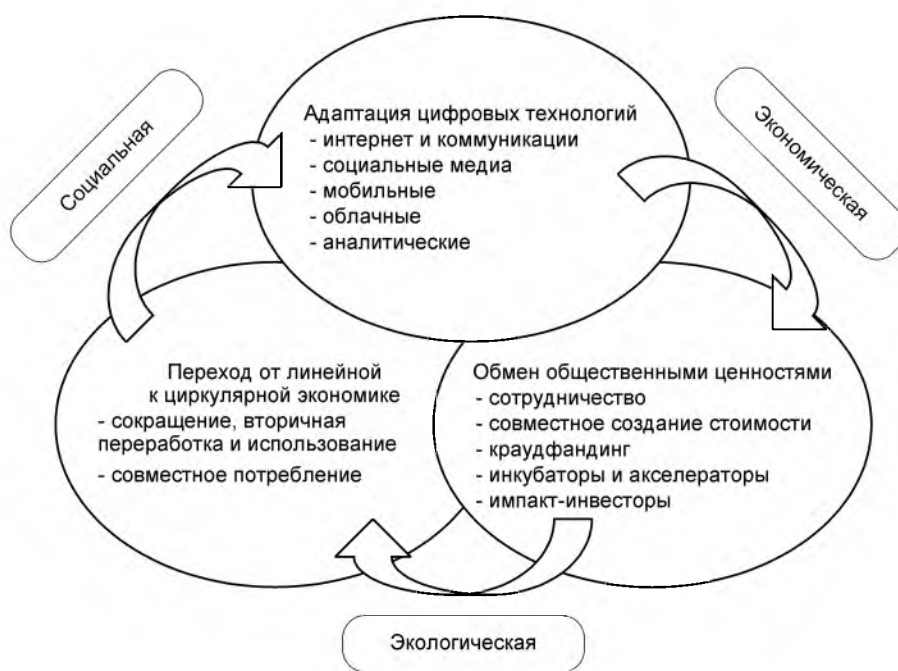 Социальная
Экономическая
Адаптация цифровых технологий
- интернет и коммуникации
- социальные медиа
- мобильные
- облачные
- аналитические
Переход от линейной
к циркулярной экономике
- сокращение, вторичная
переработка и использование
- совместное потребление
Обмен общественными ценностями
- сотрудничество
- совместное создание стоимости
- краудфандинг
- инкубаторы и акселераторы
- импакт-инвесторы
Экологическая